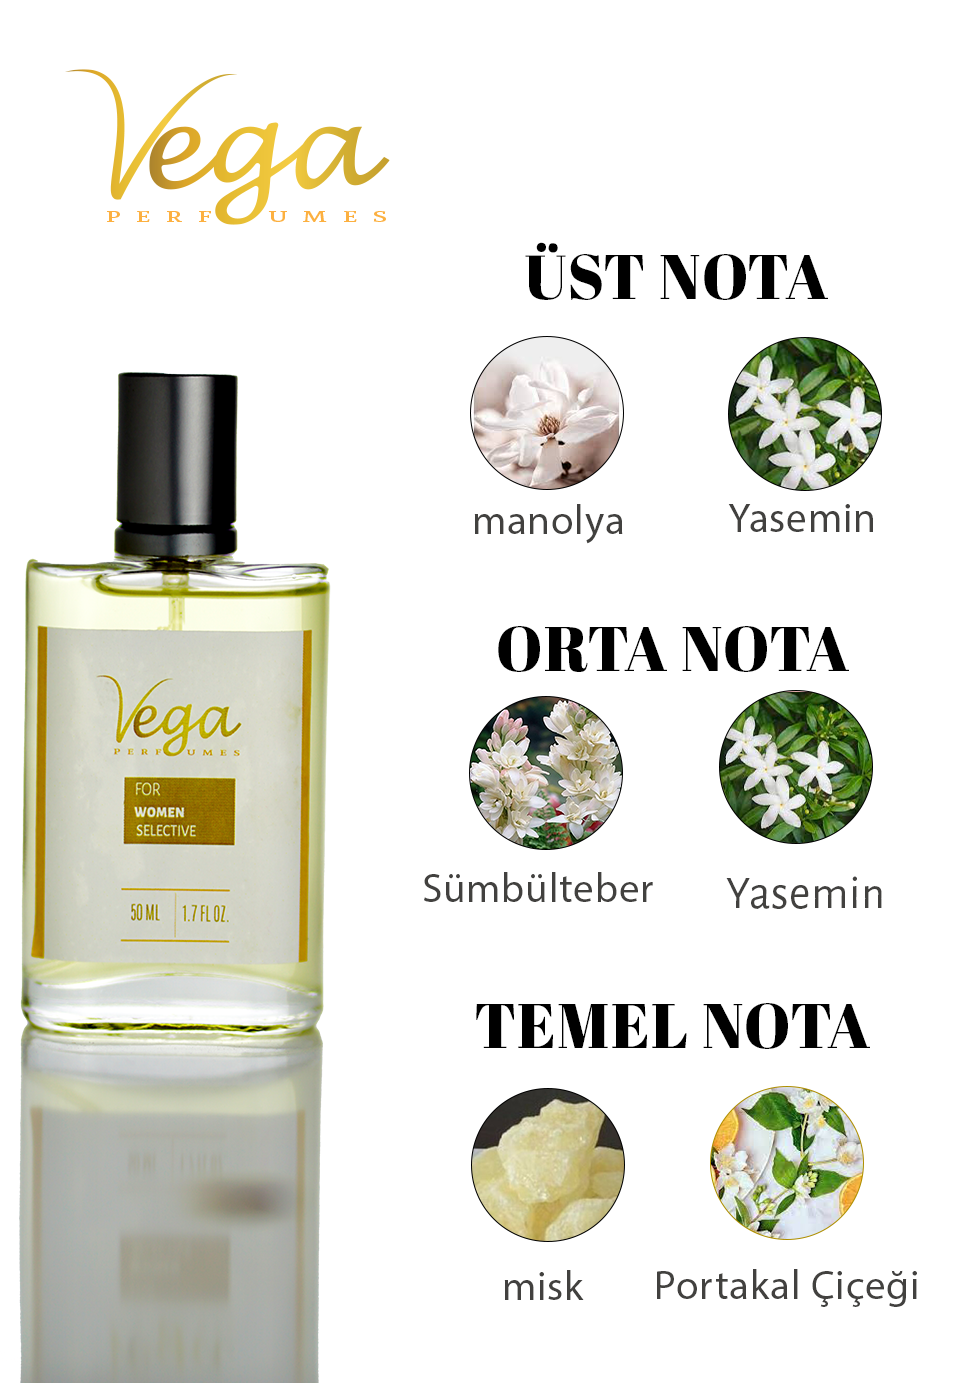 Vega
PERFUMES
ÜST NOTA
manolya
Yasemin
ORTA NOTA
Sümbülteber
Yasemin
TEMEL NOTA
misk
Portakal Çiçeği
Vega
PERFUMES
FOR
WOMEN
SELECTIVE
50 ML
1.7 FL OZ.